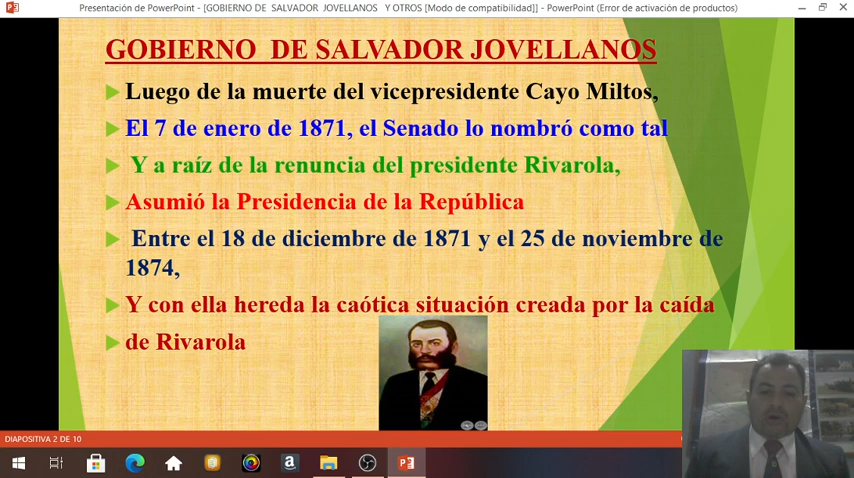 Presentación de PowerPoint - [GOBIERNO DE SALVADOR JOVELLANOS Y OTROS [Modo de compatibilidad]] - PowerPoint (Error de activación de productos)
GOBIERNO DE SALVADOR JOVELLANOS
Luego de la muerte del vicepresidente Cayo Miltos,
El 7 de enero de 1871, el Senado lo nombró como tal
Y a raíz de la renuncia del presidente Rivarola,
Asumió la Presidencia de la República
Entre el 18 de diciembre de 1871 y el 25 de noviembre de
1874,
Y con ella hereda la caótica situación creada por la caída
de Rivarola
DIAPOSITIVA 2 DE 10